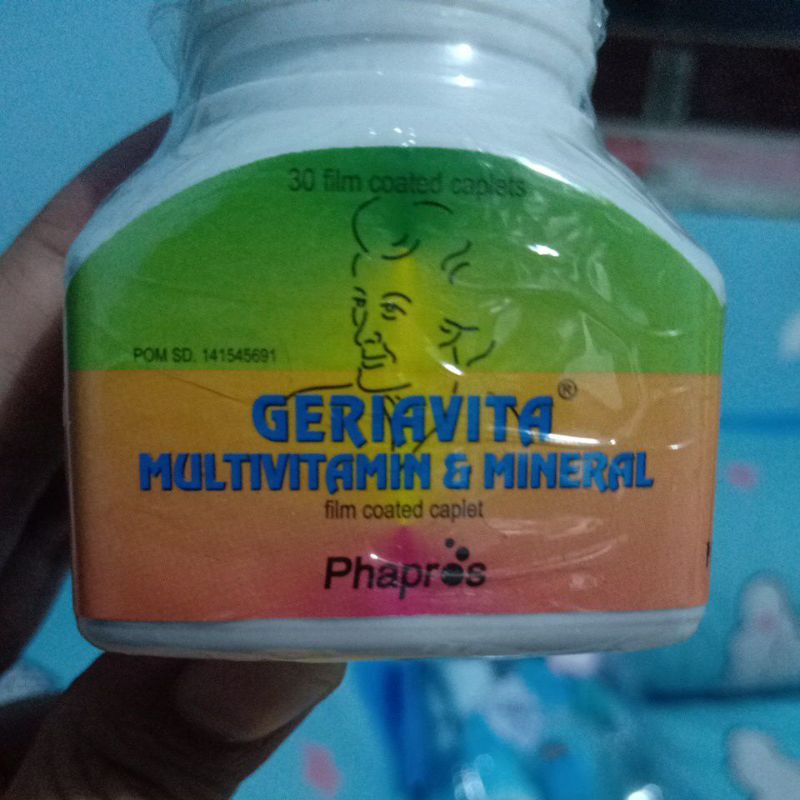 30 film coated caplets
POM SD. 141545691
GERIAVITA®
MULTIVITAMIN & MINERAL
film coated caplet
Phapros